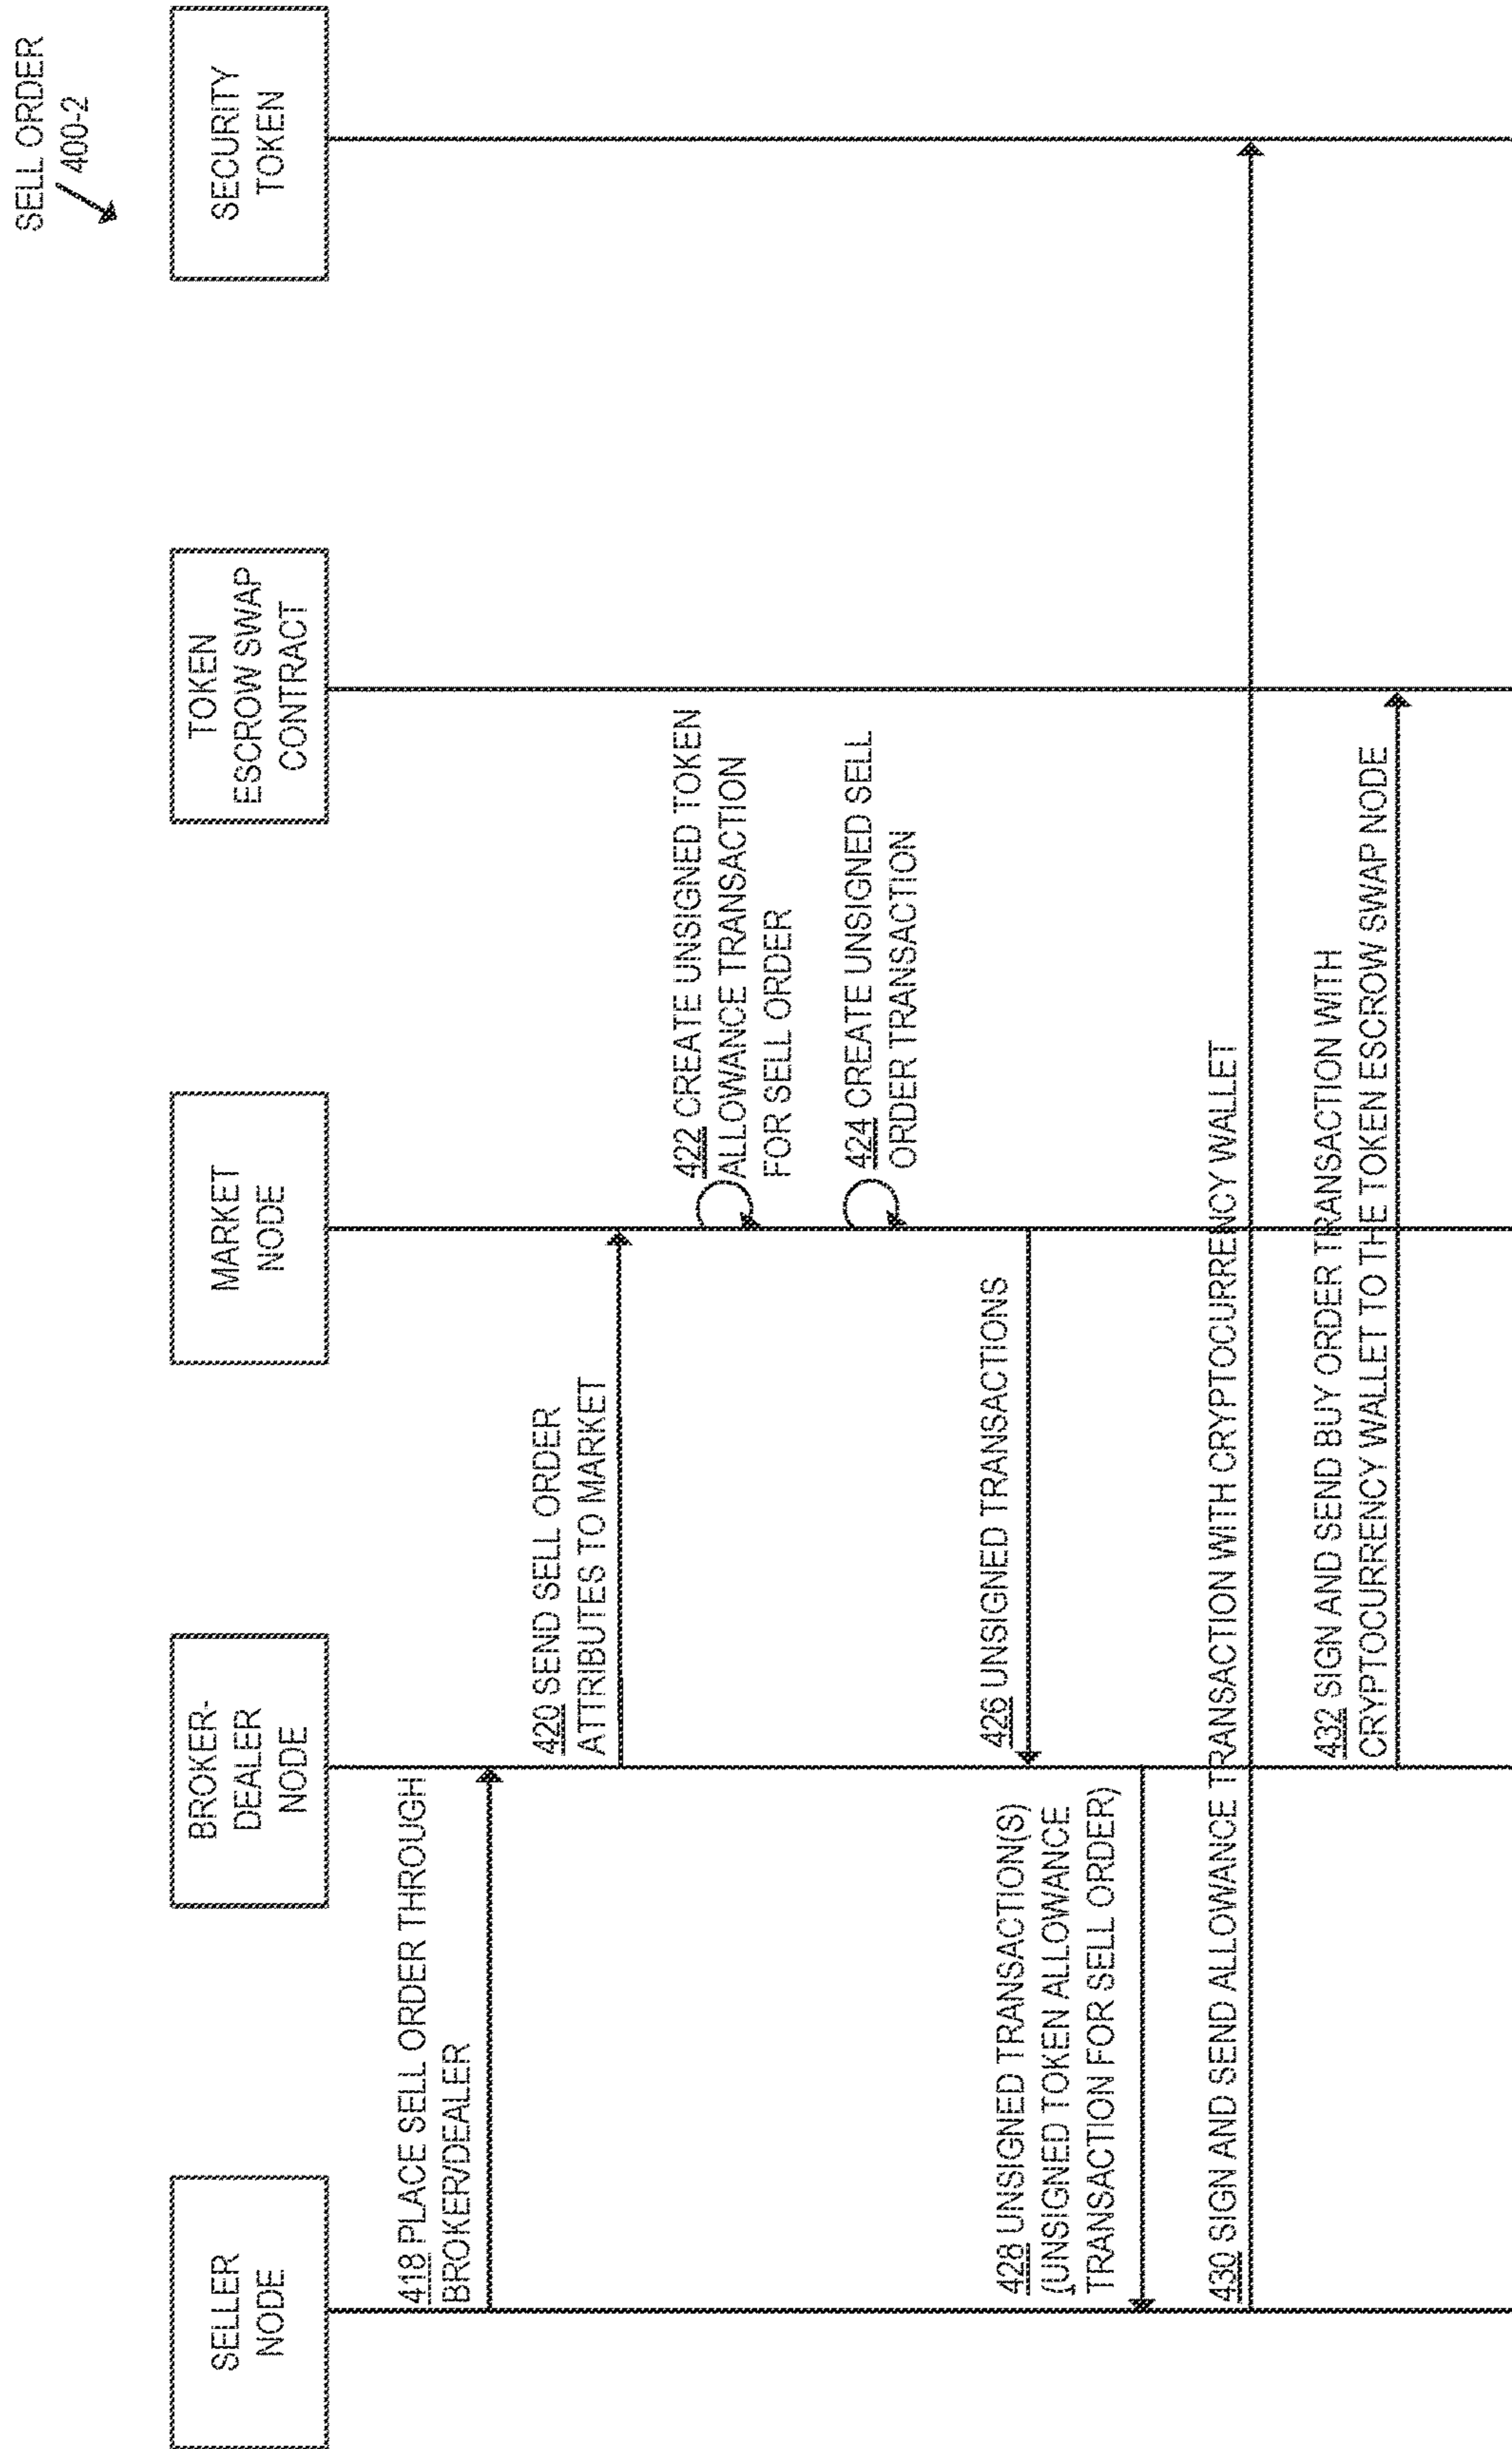 SELL ORDER
400-2
SELLER
NODE
BROKER-
DEALER
NODE
MARKET
NODE
TOKEN
ESCROW SWAP
CONTRACT
SECURITY
TOKEN
418 PLACE SELL ORDER THROUGH
BROKER/DEALER
420 SEND SELL ORDER
ATTRIBUTES TO MARKET
422 CREATE UNSIGNED TOKEN
ALLOWANCE TRANSACTION
FOR SELL ORDER
424 CREATE UNSIGNED SELL
ORDER TRANSACTION
426 UNSIGNED TRANSACTIONS
428 UNSIGNED TRANSACTION(S)
(UNSIGNED TOKEN ALLOWANCE
TRANSACTION FOR SELL ORDER)
430 SIGN AND SEND ALLOWANCE TRANSACTION WITH CRYPTOCURRENCY WALLET
432 SIGN AND SEND BUY ORDER TRANSACTION WITH
CRYPTOCURRENCY WALLET TO THE TOKEN ESCROW SWAP NODE